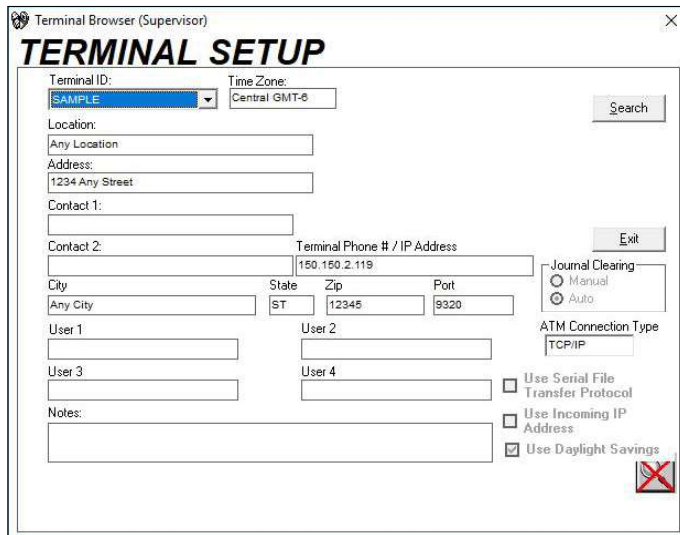 Terminal Browser (Supervisor)
TERMINAL SETUP
Terminal ID: Time Zone:
SAMPLE Central GMT-6
Search
Location:
Any Location
Address:
1234 Any Street
Contact 1:
Exit
Contact 2: Terminal Phone # / IP Address
150.150.2.119
Journal Clearing
Manual
Auto
City State Zip Port
Any City ST 12345 9320
User 1 User 2
ATM Connection Type
TCP/IP
User 3 User 4
Use Serial File
Transfer Protocol
Notes:
Use Incoming IP
Address
Use Daylight Savings